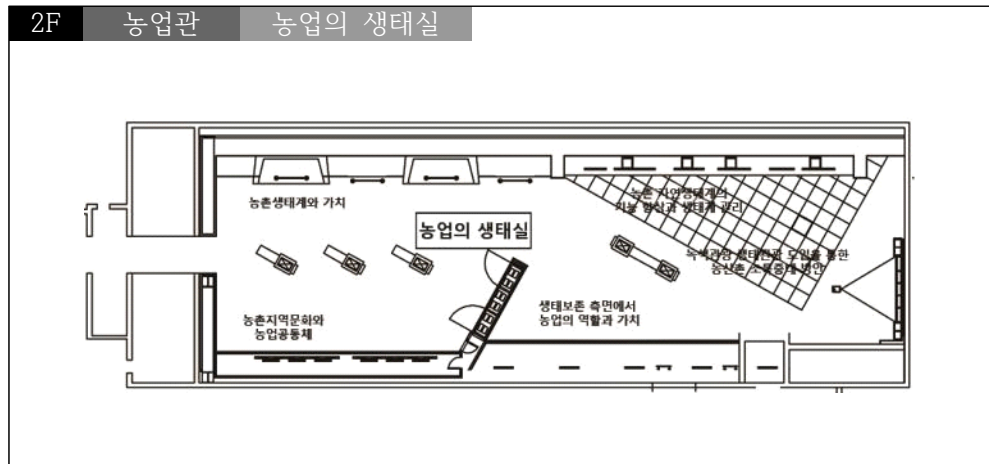 2F 농업관 농업의 생태실
농촌생태계와 가치
농업의 생태실
농촌 자연생태계의
기능 향상과 생태계 관리
녹색관광 생태관광 도입을 통한
농산촌 소득증대 방안
생태보존 측면에서
농업의 역할과 가치
농촌지역문화와
농업공동체